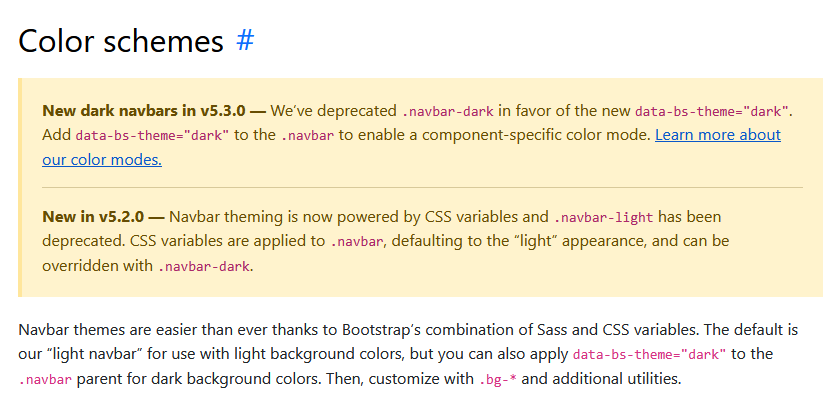 Color schemes #
New dark navbars in v5.3.0 — We’ve deprecated .navbar-dark in favor of the new data-bs-theme="dark".
Add data-bs-theme="dark" to the .navbar to enable a component-specific color mode. Learn more about
our color modes.
New in v5.2.0 — Navbar theming is now powered by CSS variables and .navbar-light has been
deprecated. CSS variables are applied to .navbar, defaulting to the “light” appearance, and can be
overridden with .navbar-dark.
Navbar themes are easier than ever thanks to Bootstrap’s combination of Sass and CSS variables. The default is
our “light navbar” for use with light background colors, but you can also apply data-bs-theme="dark" to the
.navbar parent for dark background colors. Then, customize with .bg-* and additional utilities.